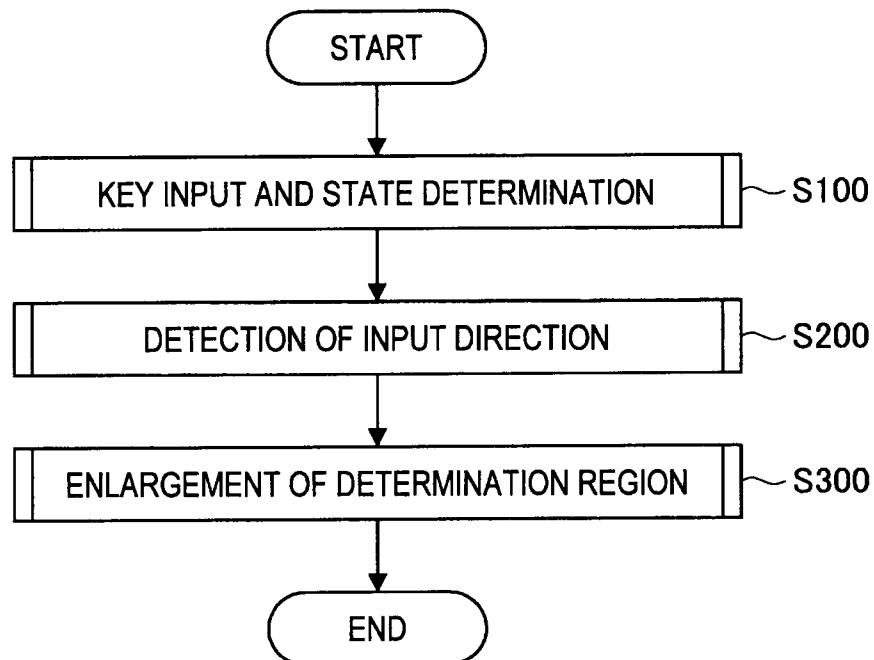 START
KEY INPUT AND STATE DETERMINATION
S100
DETECTION OF INPUT DIRECTION
S200
ENLARGEMENT OF DETERMINATION REGION
S300
END